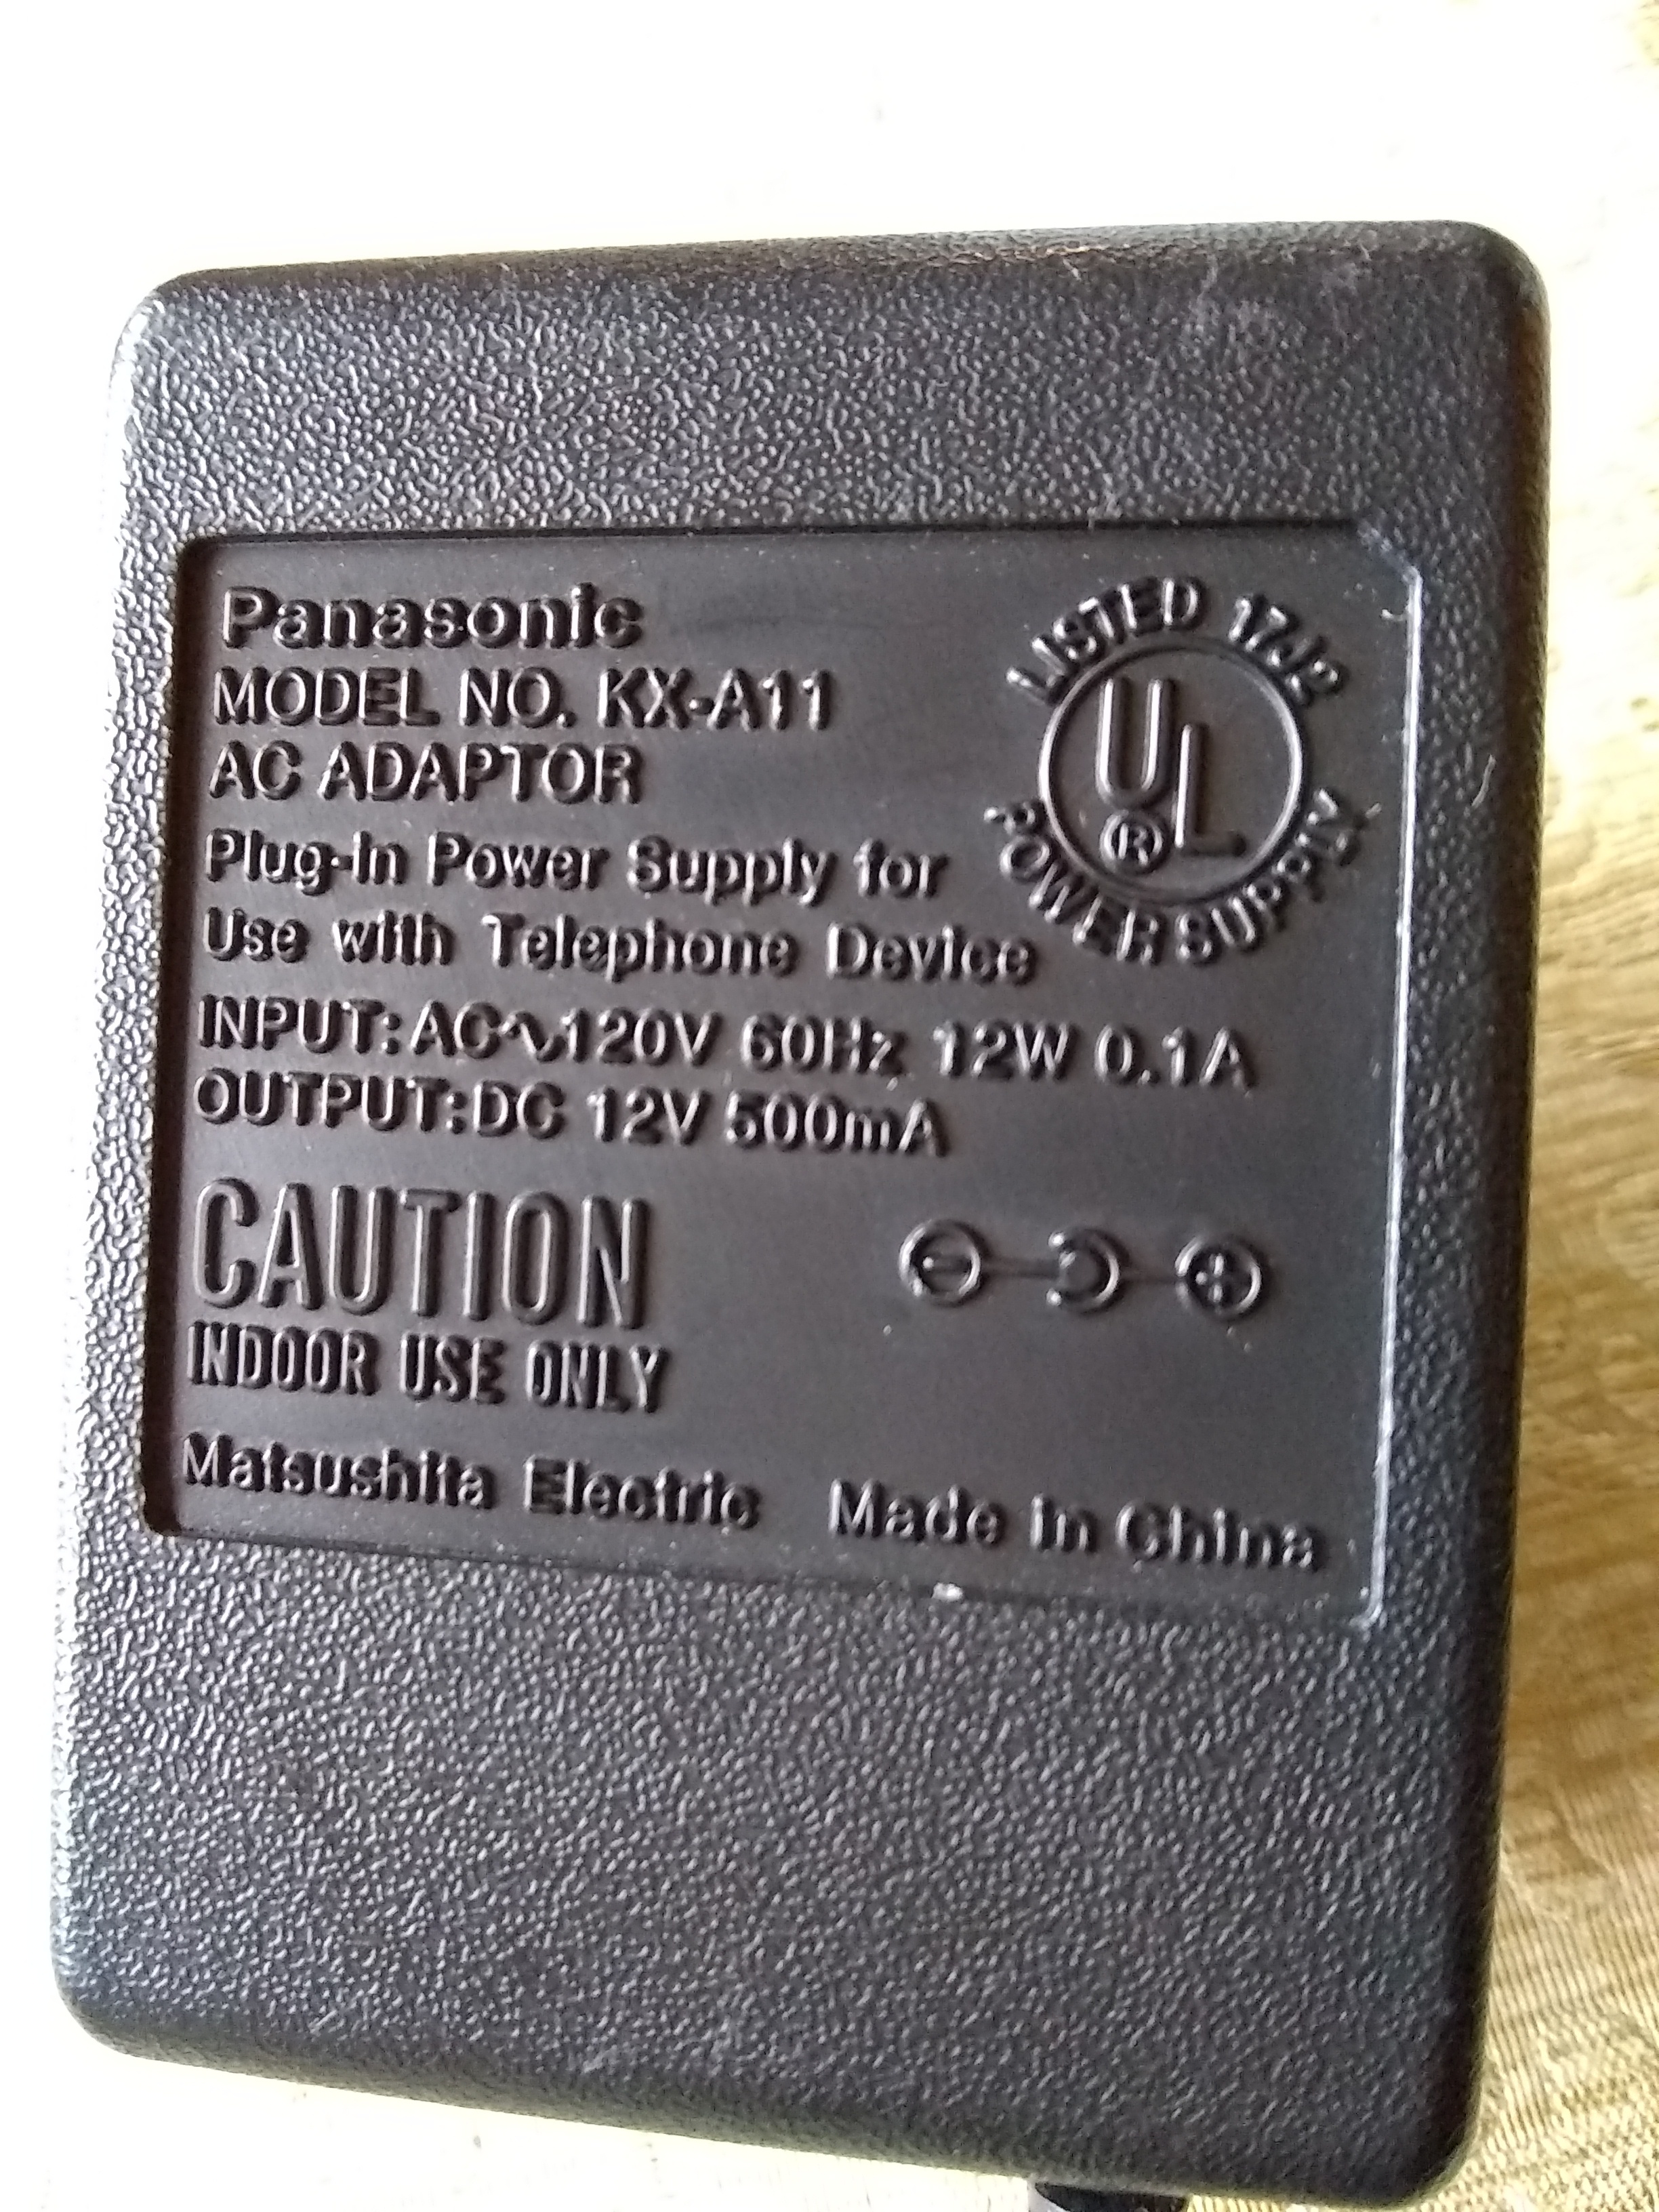 Panasonic
MODEL NO. KX-A11
AC ADAPTOR
Plug-In Power Supply for
Use with Telephone Device
INPUT: AC∿120V 60Hz 12W 0.1A
OUTPUT: DC 12V 500mA
CAUTION
INDOOR USE ONLY
Matsushita Electric Made in China
LISTED 17J2
UL
®
POWER SUPPLY